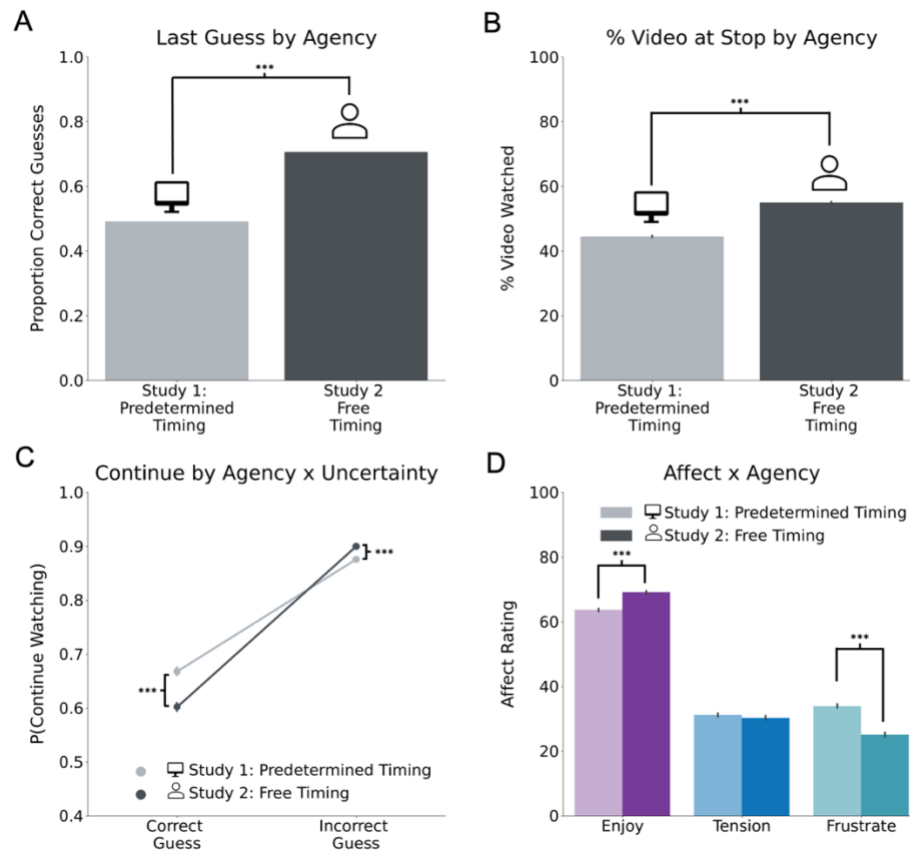 A
Last Guess by Agency
Proportion Correct Guesses
1.0
0.8
0.6
0.4
0.2
0.0
***
Study 1:
Predetermined
Timing
Study 2
Free
Timing
B
% Video at Stop by Agency
% Video Watched
100
80
60
40
20
0
***
Study 1:
Predetermined
Timing
Study 2
Free
Timing
C
Continue by Agency x Uncertainty
P(Continue Watching)
1.0
0.9
0.8
0.7
0.6
0.5
0.4
***
***
Study 1: Predetermined Timing
Study 2: Free Timing
Correct
Guess
Incorrect
Guess
D
Affect x Agency
Affect Rating
100
80
60
40
20
0
Study 1: Predetermined Timing
Study 2: Free Timing
***
***
Enjoy
Tension
Frustrate